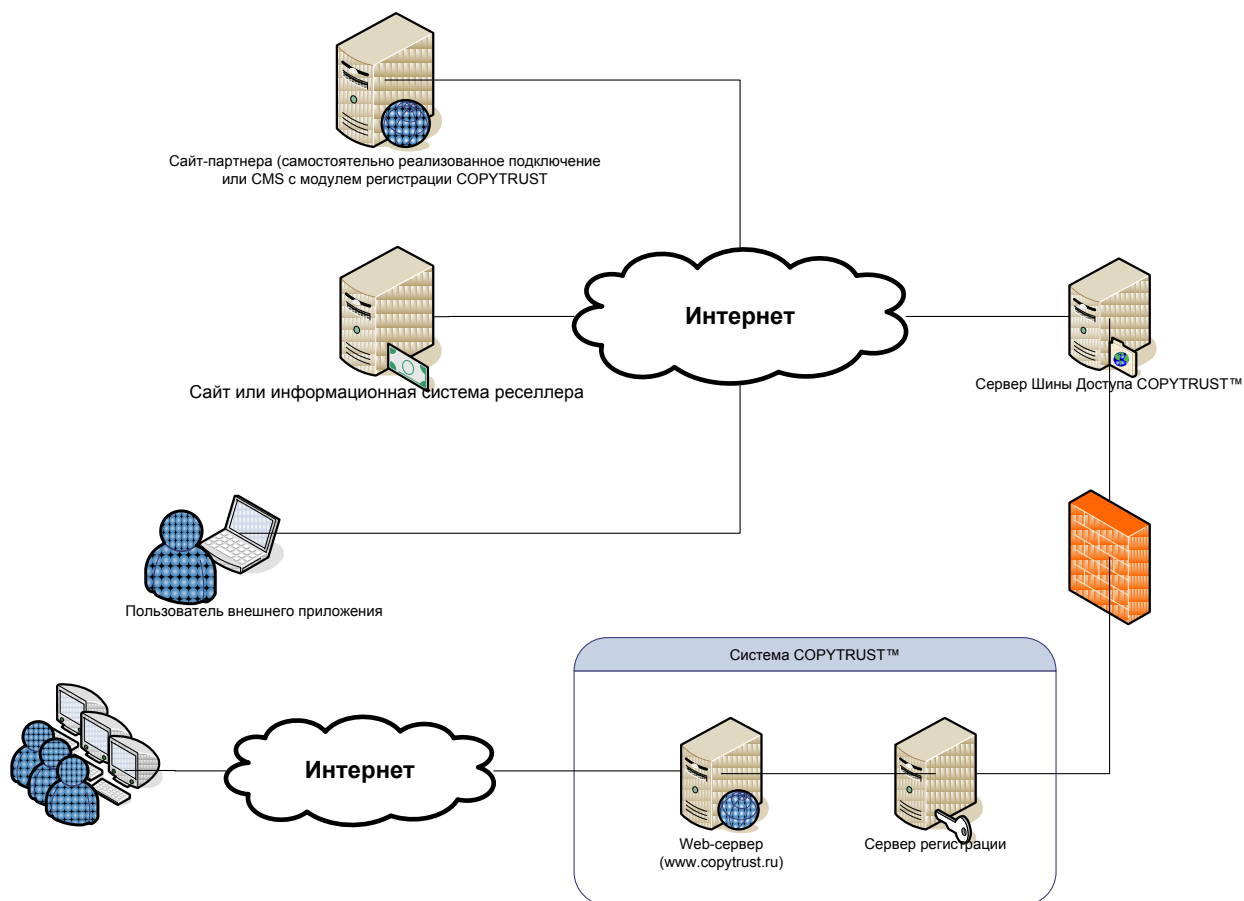 Сайт-партнера (самостоятельно реализованное подключение
или CMS с модулем регистрации COPYTRUST
Интернет
Сайт или информационная система реселлера
Сервер Шины Доступа COPYTRUST™
Пользователь внешнего приложения
Система COPYTRUST™
Интернет
Web-сервер
(www.copytrust.ru)
Сервер регистрации